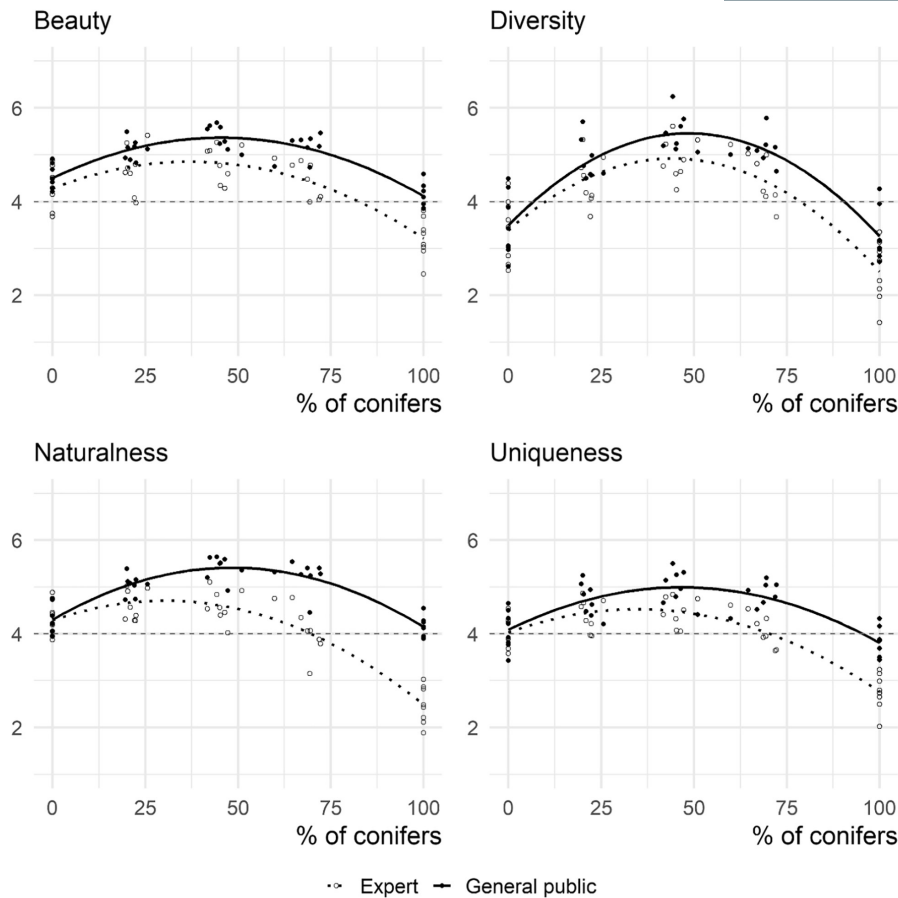 Beauty
Diversity
6
4
2
0 25 50 75 100
% of conifers
6
4
2
0 25 50 75 100
% of conifers
Naturalness
Uniqueness
6
4
2
0 25 50 75 100
% of conifers
6
4
2
0 25 50 75 100
% of conifers
Expert General public